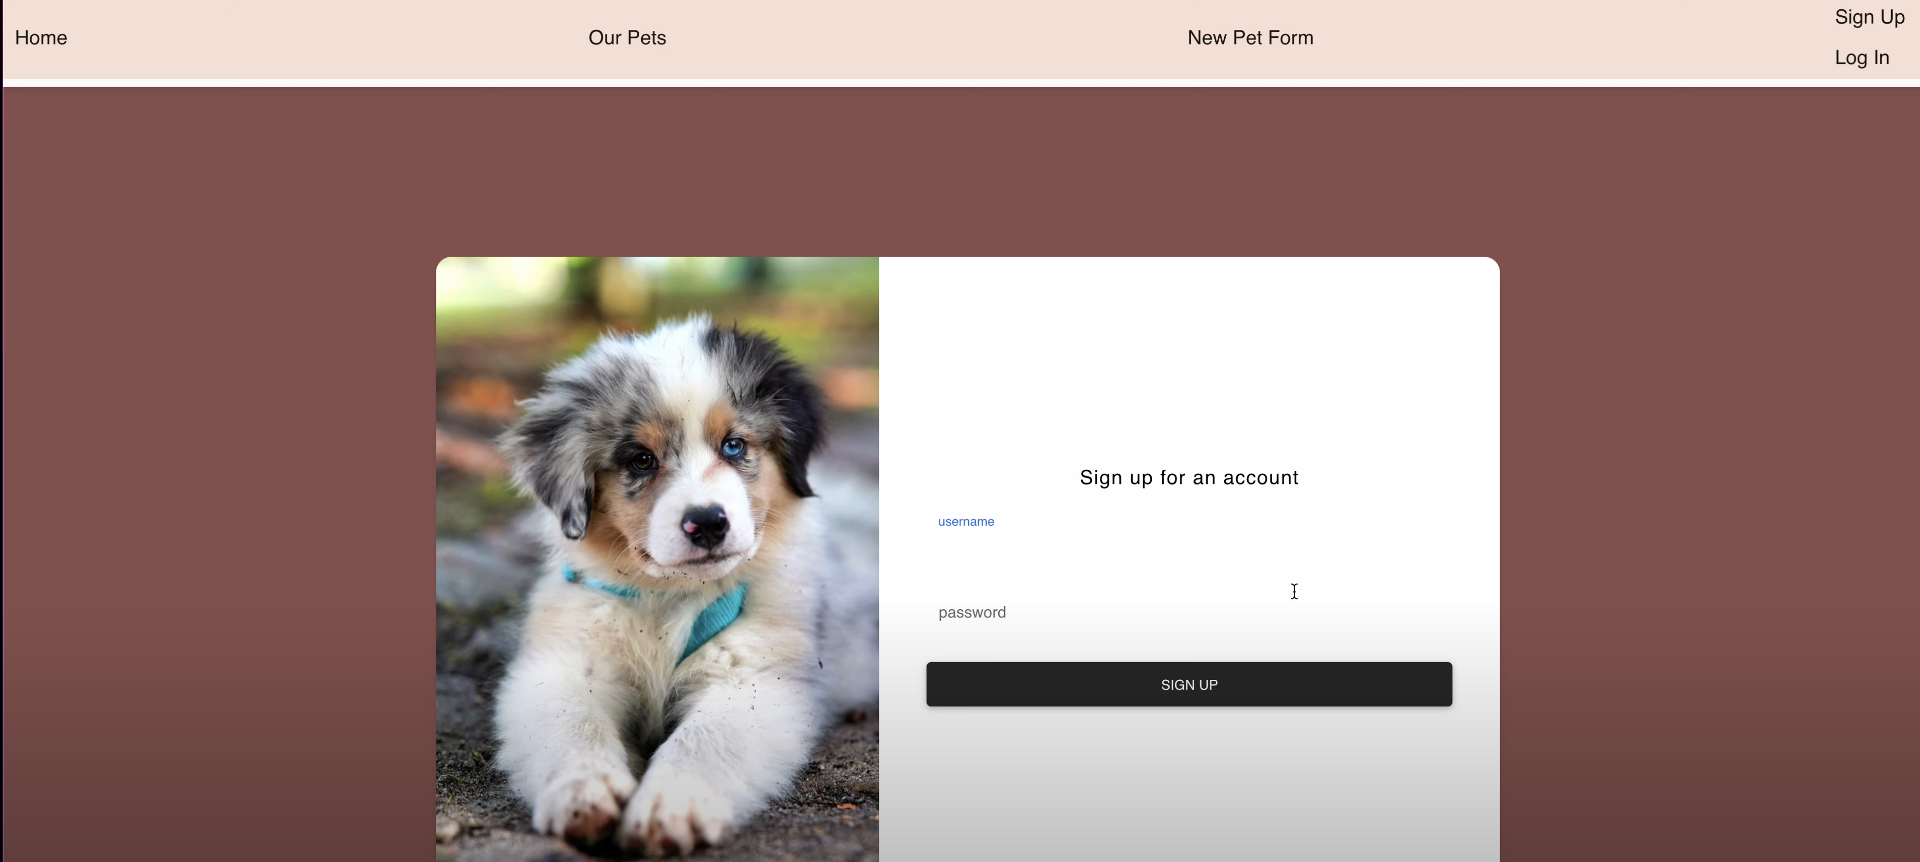 Home
Our Pets
New Pet Form
Sign Up
Log In
Sign up for an account
username
password
SIGN UP